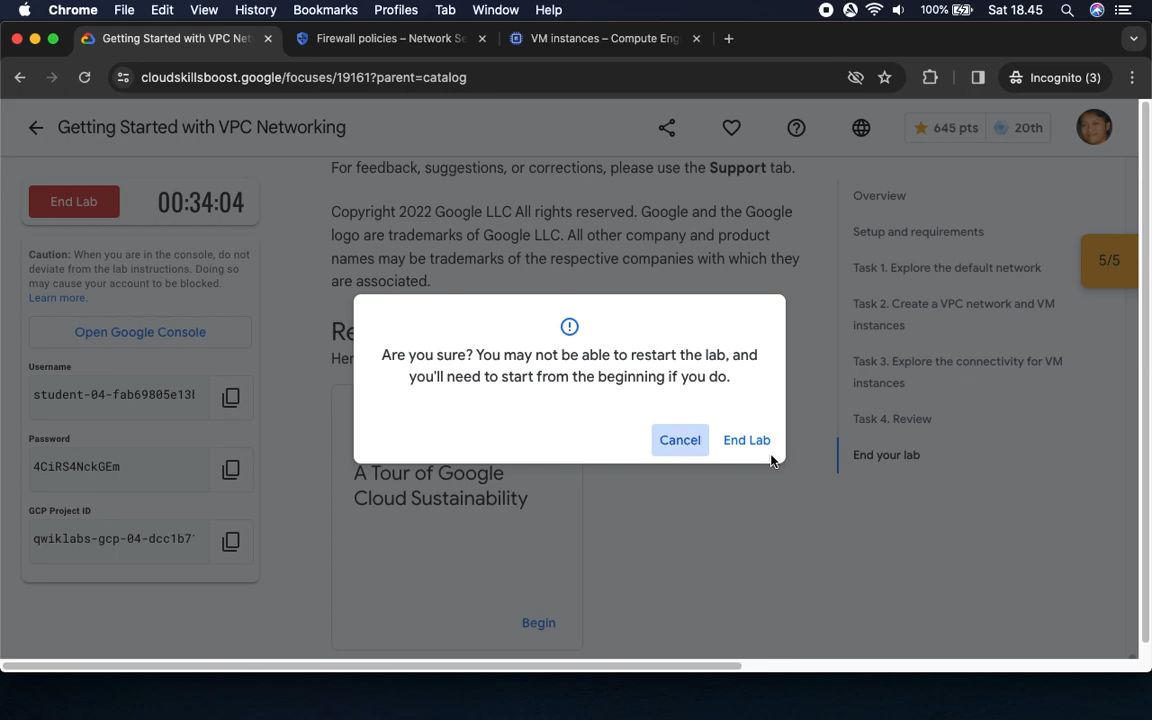 Chrome File Edit View History Bookmarks Profiles Tab Window Help 100% Sat 18.45
Getting Started with VPC Net Firewall policies – Network Se VM instances – Compute Eng
cloudskillsboost.google/focuses/19161?parent=catalog Incognito (3)
Getting Started with VPC Networking 645 pts 20th
End Lab 00:34:04
Caution: When you are in the console, do not
deviate from the lab instructions. Doing so
may cause your account to be blocked.
Learn more.
Open Google Console
Username
student-04-fab69805e13
Password
4CiRS4NckGEm
GCP Project ID
qwiklabs-gcp-04-dcc1b7
For feedback, suggestions, or corrections, please use the Support tab.
Copyright 2022 Google LLC All rights reserved. Google and the Google
logo are trademarks of Google LLC. All other company and product
names may be trademarks of the respective companies with which they
are associated.
Are you sure? You may not be able to restart the lab, and
you'll need to start from the beginning if you do.
Cancel End Lab
A Tour of Google
Cloud Sustainability
Begin
Overview
Setup and requirements
Task 1. Explore the default network
Task 2. Create a VPC network and VM
instances
Task 3. Explore the connectivity for VM
instances
Task 4. Review
End your lab
5/5